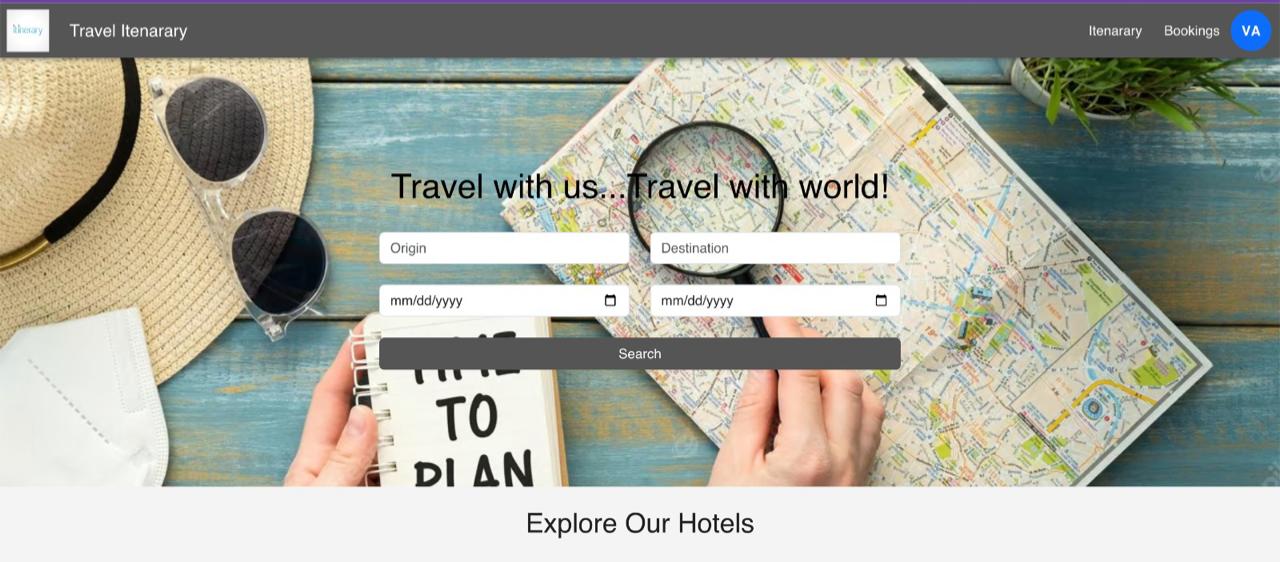 Itinerary
Travel Itenarary
Itenarary
Bookings
VA
Travel with us...Travel with world!
Origin
Destination
mm/dd/yyyy
mm/dd/yyyy
Search
TIME
TO
PLAN
Explore Our Hotels